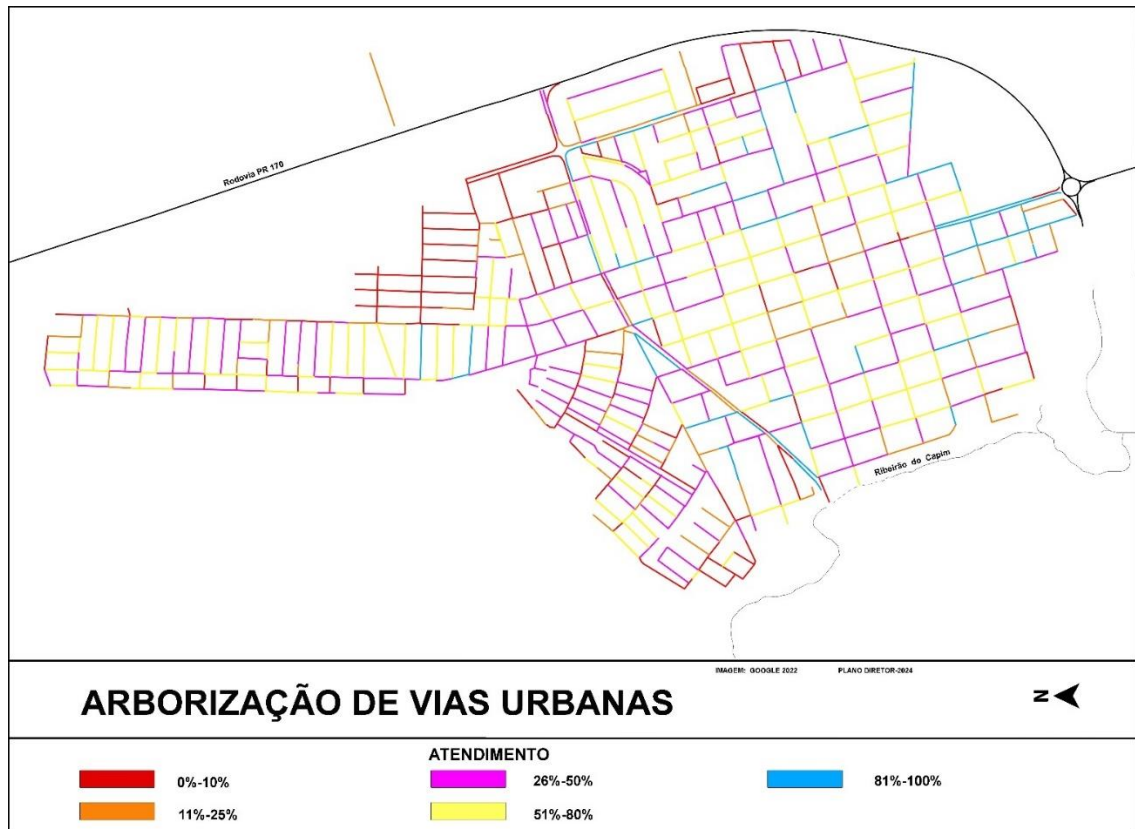 Rodovia PR 170
Ribeirão do Capim
IMAGEM: GOOGLE 2022 PLANO DIRETOR-2024
ARBORIZAÇÃO DE VIAS URBANAS
N
ATENDIMENTO
0%-10%
26%-50%
81%-100%
11%-25%
51%-80%